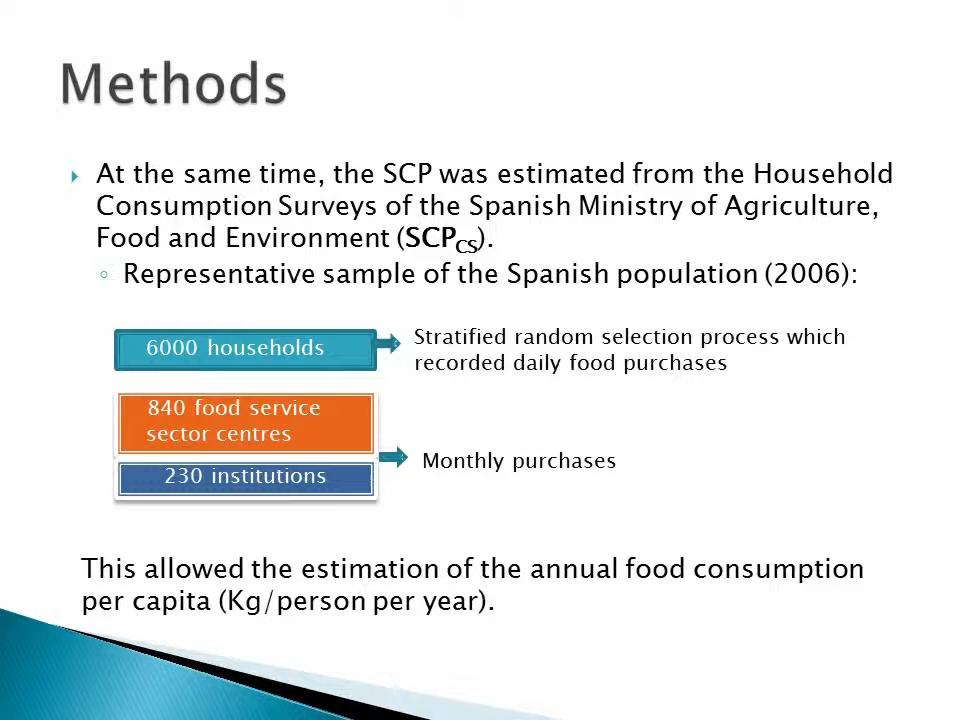 Methods
At the same time, the SCP was estimated from the Household
Consumption Surveys of the Spanish Ministry of Agriculture,
Food and Environment (SCPCS).
Representative sample of the Spanish population (2006):
6000 households
Stratified random selection process which
recorded daily food purchases
840 food service
sector centres
230 institutions
Monthly purchases
This allowed the estimation of the annual food consumption
per capita (Kg/person per year).